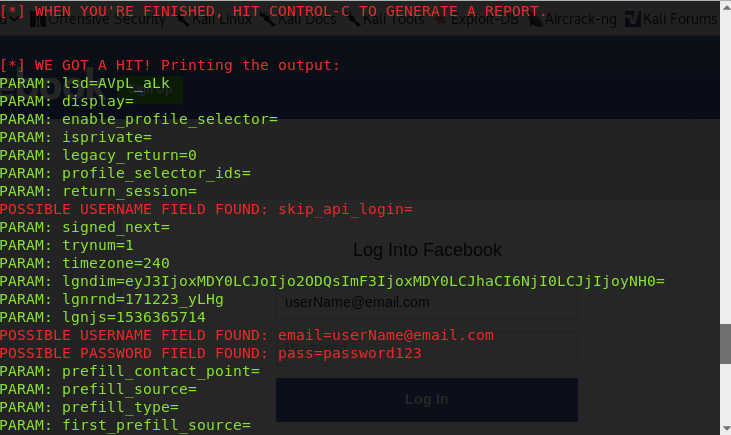 [*] WHEN YOU'RE FINISHED, HIT CONTROL-C TO GENERATE A REPORT.
Offensive Security Kali Linux Kali Docs Kali Tools Exploit-DB Aircrack-ng Kali Forums
[*] WE GOT A HIT! Printing the output:
PARAM: lsd=AVpL_aLk
PARAM: display=
PARAM: enable_profile_selector=
PARAM: isprivate=
PARAM: legacy_return=0
PARAM: profile_selector_ids=
PARAM: return_session=
POSSIBLE USERNAME FIELD FOUND: skip_api_login=
PARAM: signed_next=
PARAM: trynum=1
Log Into Facebook
PARAM: timezone=240
PARAM: lgndim=eyJ3IjoxMDY0LCJoIjo2ODQsImF3IjoxMDY0LCJhaCI6NjI0LCJjIjoyNH0=
PARAM: lgnrnd=171223_yLHg
userName@email.com
PARAM: lgnjs=1536365714
POSSIBLE USERNAME FIELD FOUND: email=userName@email.com
POSSIBLE PASSWORD FIELD FOUND: pass=password123
PARAM: prefill_contact_point=
PARAM: prefill_source=
Log In
PARAM: prefill_type=
PARAM: first_prefill_source=